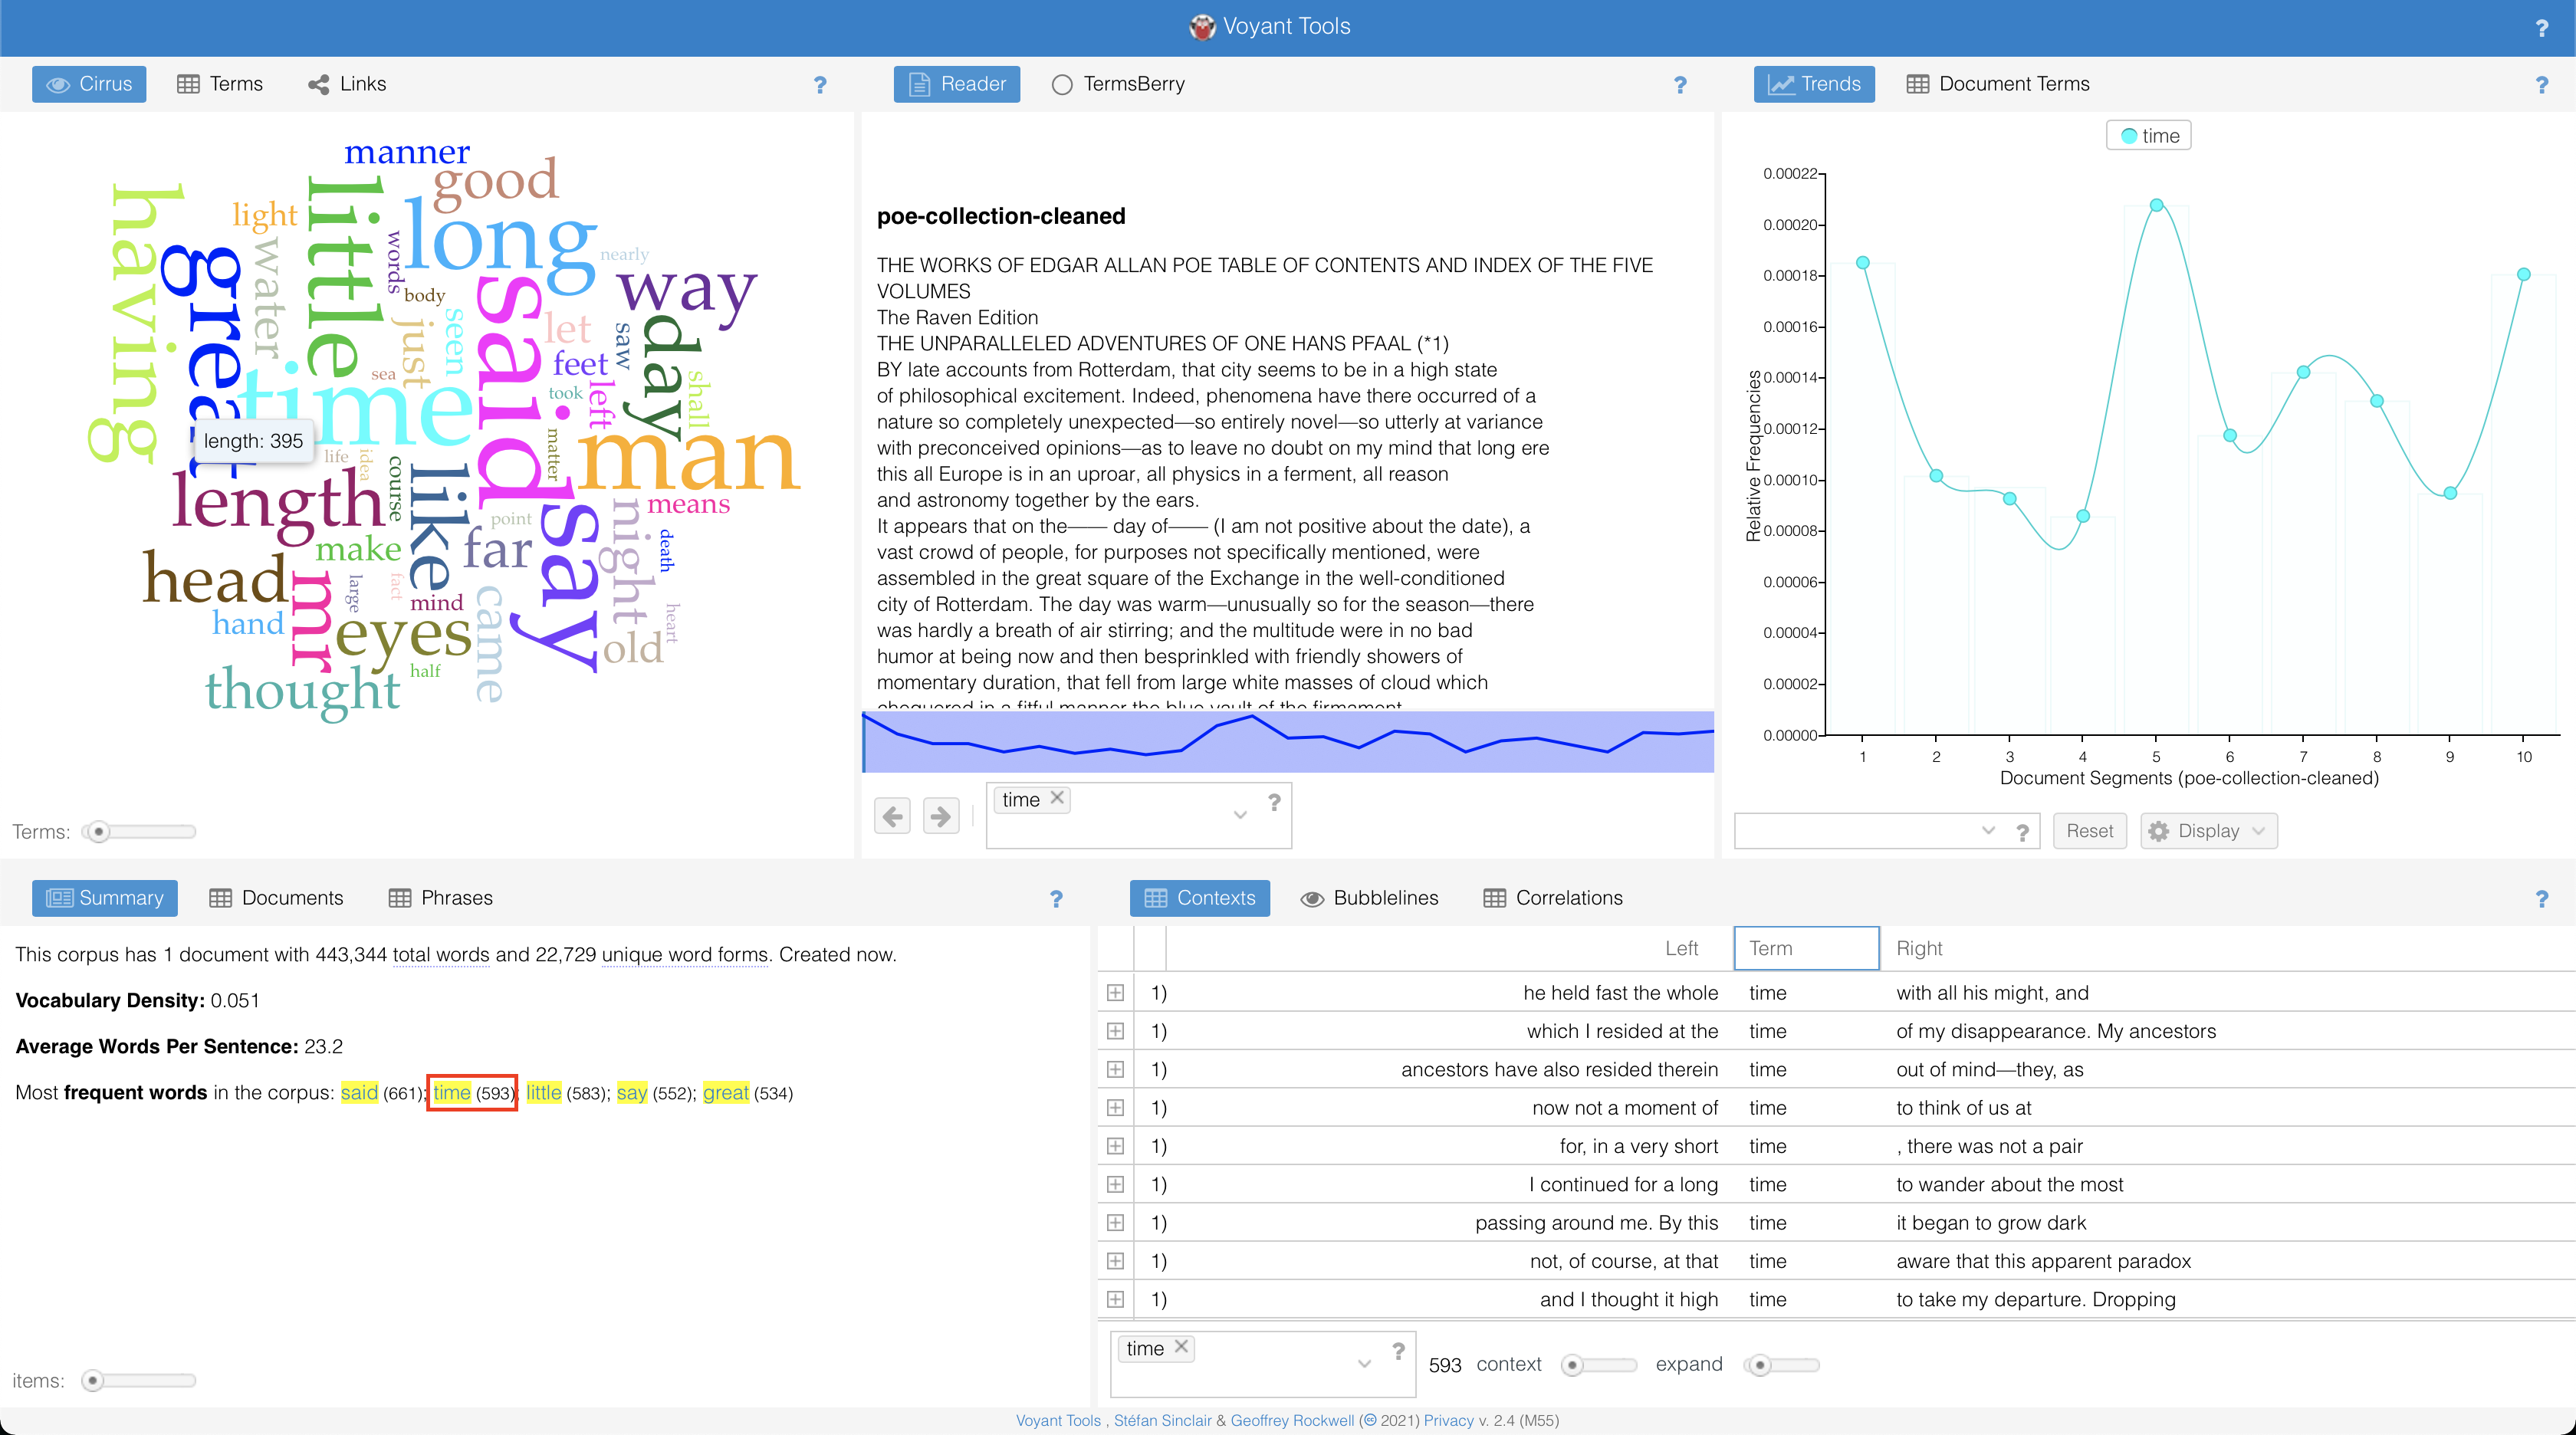 Voyant Tools
?
Cirrus Terms Links ?
manner
good
having
light
little
long
words
nearly
great
water
way
body
said
seen
just
let
saw
day
feet
sea
time
took
left
shall
man
matter
length: 395
life
idea
course
like
length
means
night
point
say
far
make
death
head
mr
large
fact
mind
came
heart
hand
eyes
old
half
thought
Terms:
Reader TermsBerry ?
poe-collection-cleaned
THE WORKS OF EDGAR ALLAN POE TABLE OF CONTENTS AND INDEX OF THE FIVE
VOLUMES
The Raven Edition
THE UNPARALLELED ADVENTURES OF ONE HANS PFAAL (*1)
BY late accounts from Rotterdam, that city seems to be in a high state
of philosophical excitement. Indeed, phenomena have there occurred of a
nature so completely unexpected—so entirely novel—so utterly at variance
with preconceived opinions—as to leave no doubt on my mind that long ere
this all Europe is in an uproar, all physics in a ferment, all reason
and astronomy together by the ears.
It appears that on the—— day of—— (I am not positive about the date), a
vast crowd of people, for purposes not specifically mentioned, were
assembled in the great square of the Exchange in the well-conditioned
city of Rotterdam. The day was warm—unusually so for the season—there
was hardly a breath of air stirring; and the multitude were in no bad
humor at being now and then besprinkled with friendly showers of
momentary duration, that fell from large white masses of cloud which
chequered in a fitful manner the blue vault of the firmament.
time ?
Trends Document Terms ?
time
Relative Frequencies
0.00022
0.00020
0.00018
0.00016
0.00014
0.00012
0.00010
0.00008
0.00006
0.00004
0.00002
0.00000
1 2 3 4 5 6 7 8 9 10
Document Segments (poe-collection-cleaned)
? Reset Display
Summary Documents Phrases ?
This corpus has 1 document with 443,344 total words and 22,729 unique word forms. Created now.
Vocabulary Density: 0.051
Average Words Per Sentence: 23.2
Most frequent words in the corpus: said (661); time (593); little (583); say (552); great (534)
items:
Contexts Bubblelines Correlations ?
Left Term Right
1) he held fast the whole time with all his might, and
1) which I resided at the time of my disappearance. My ancestors
1) ancestors have also resided therein time out of mind—they, as
1) now not a moment of time to think of us at
1) for, in a very short time , there was not a pair
1) I continued for a long time to wander about the most
1) passing around me. By this time it began to grow dark
1) not, of course, at that time aware that this apparent paradox
1) and I thought it high time to take my departure. Dropping
time ? 593 context expand
Voyant Tools , Stéfan Sinclair & Geoffrey Rockwell (🅭 2021) Privacy v. 2.4 (M55)